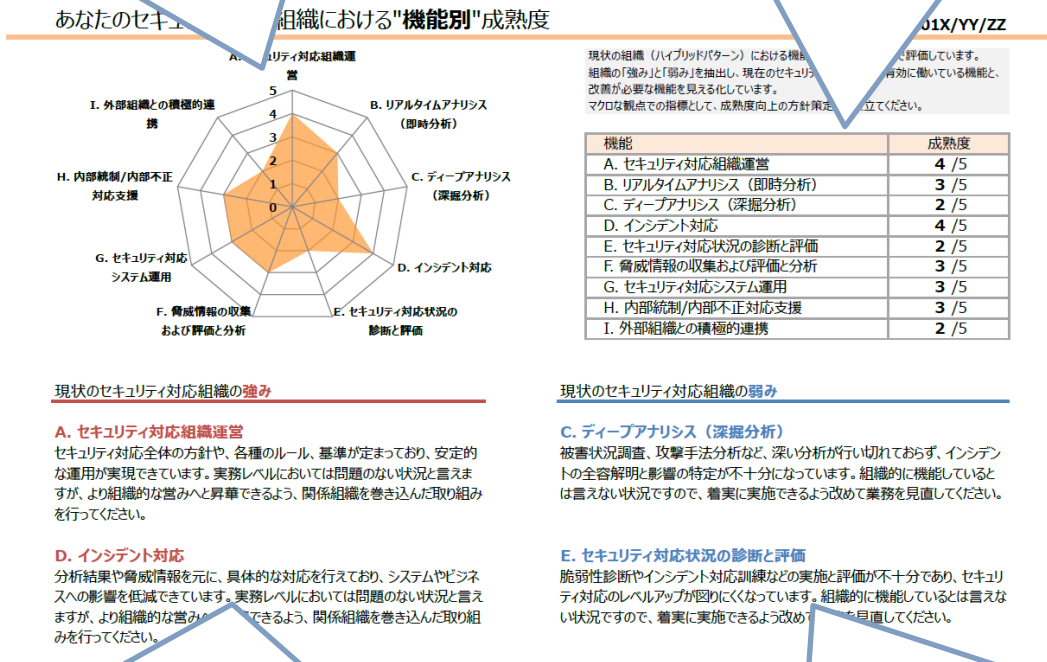 あなたのセキュ 組織における"機能別"成熟度
01X/YY/ZZ
A. リティ対応組織運
営
5
4
3
2
1
0
B. リアルタイムアナリシス
（即時分析）
C. ディープアナリシス
（深掘分析）
D. インシデント対応
E. セキュリティ対応状況の
診断と評価
F. 脅威情報の収集
および評価と分析
G. セキュリティ対応
システム運用
H. 内部統制/内部不正
対応支援
I. 外部組織との積極的連
携
現状の組織（ハイブリッドパターン）における機 で評価しています。
組織の「強み」と「弱み」を抽出し、現在のセキュリテ 有効に働いている機能と、
改善が必要な機能を見える化しています。
マクロな観点での指標として、成熟度向上の方針策定 立てください。
機能 成熟度
A. セキュリティ対応組織運営 4 /5
B. リアルタイムアナリシス（即時分析） 3 /5
C. ディープアナリシス（深掘分析） 2 /5
D. インシデント対応 4 /5
E. セキュリティ対応状況の診断と評価 2 /5
F. 脅威情報の収集および評価と分析 3 /5
G. セキュリティ対応システム運用 3 /5
H. 内部統制/内部不正対応支援 3 /5
I. 外部組織との積極的連携 2 /5
現状のセキュリティ対応組織の強み
A. セキュリティ対応組織運営
セキュリティ対応全体の方針や、各種のルール、基準が定まっており、安定的
な運用が実現できています。実務レベルにおいては問題のない状況と言えま
すが、より組織的な営みへと昇華できるよう、関係組織を巻き込んだ取り組み
を行ってください。
D. インシデント対応
分析結果や脅威情報を元に、具体的な対応を行えており、システムやビジネ
スへの影響を低減できています。実務レベルにおいては問題のない状況と言え
ますが、より組織的な営み できるよう、関係組織を巻き込んだ取り組
みを行ってください。
現状のセキュリティ対応組織の弱み
C. ディープアナリシス（深掘分析）
被害状況調査、攻撃手法分析など、深い分析が行い切れておらず、インシデン
トの全容解明と影響の特定が不十分になっています。組織的に機能していると
は言えない状況ですので、着実に実施できるよう改めて業務を見直してください。
E. セキュリティ対応状況の診断と評価
脆弱性診断やインシデント対応訓練などの実施と評価が不十分であり、セキュリ
ティ対応のレベルアップが図りにくくなっています。組織的に機能しているとは言えな
い状況ですので、着実に実施できるよう改め 見直してください。